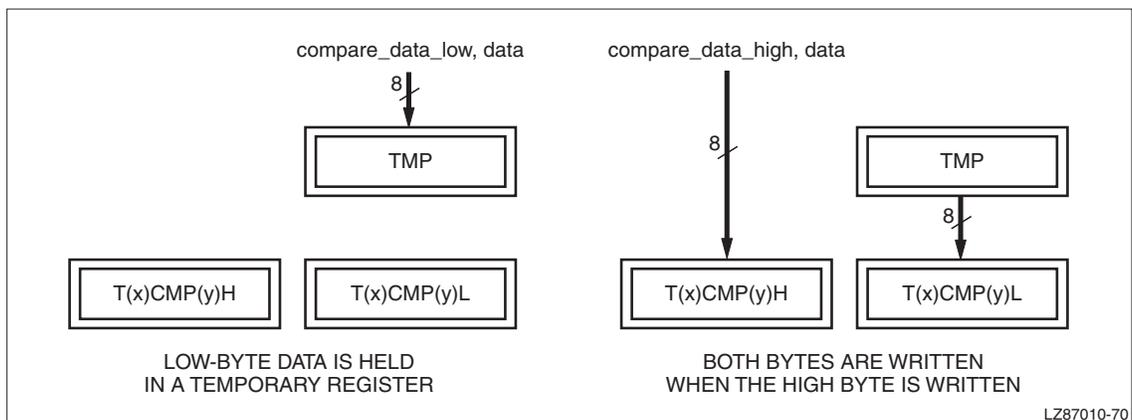 compare_data_low, data
8
TMP
T(x)CMP(y)H
T(x)CMP(y)L
LOW-BYTE DATA IS HELD
IN A TEMPORARY REGISTER
compare_data_high, data
8
TMP
8
T(x)CMP(y)H
T(x)CMP(y)L
BOTH BYTES ARE WRITTEN
WHEN THE HIGH BYTE IS WRITTEN
LZ87010-70